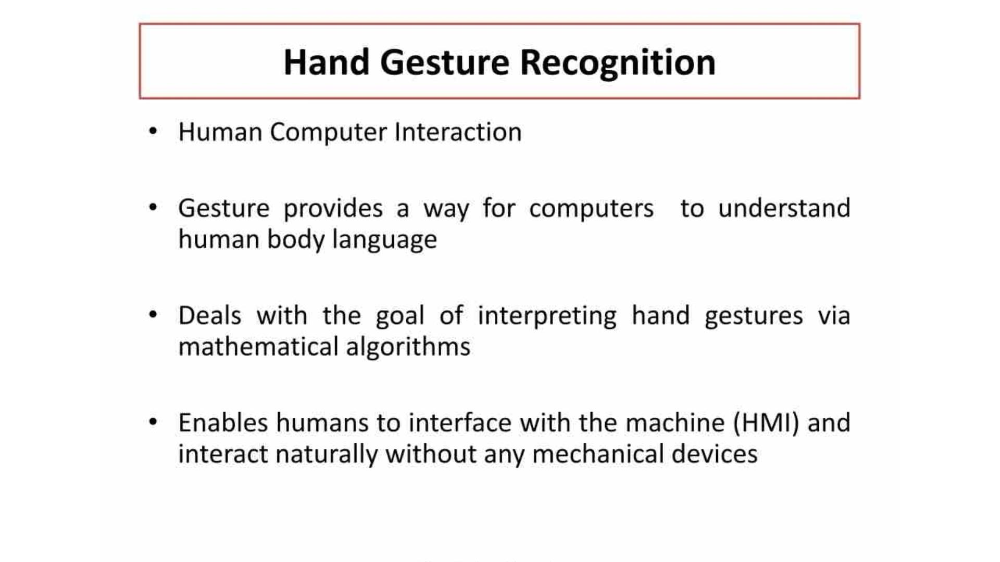 Hand Gesture Recognition
• Human Computer Interaction
• Gesture provides a way for computers to understand
human body language
• Deals with the goal of interpreting hand gestures via
mathematical algorithms
• Enables humans to interface with the machine (HMI) and
interact naturally without any mechanical devices